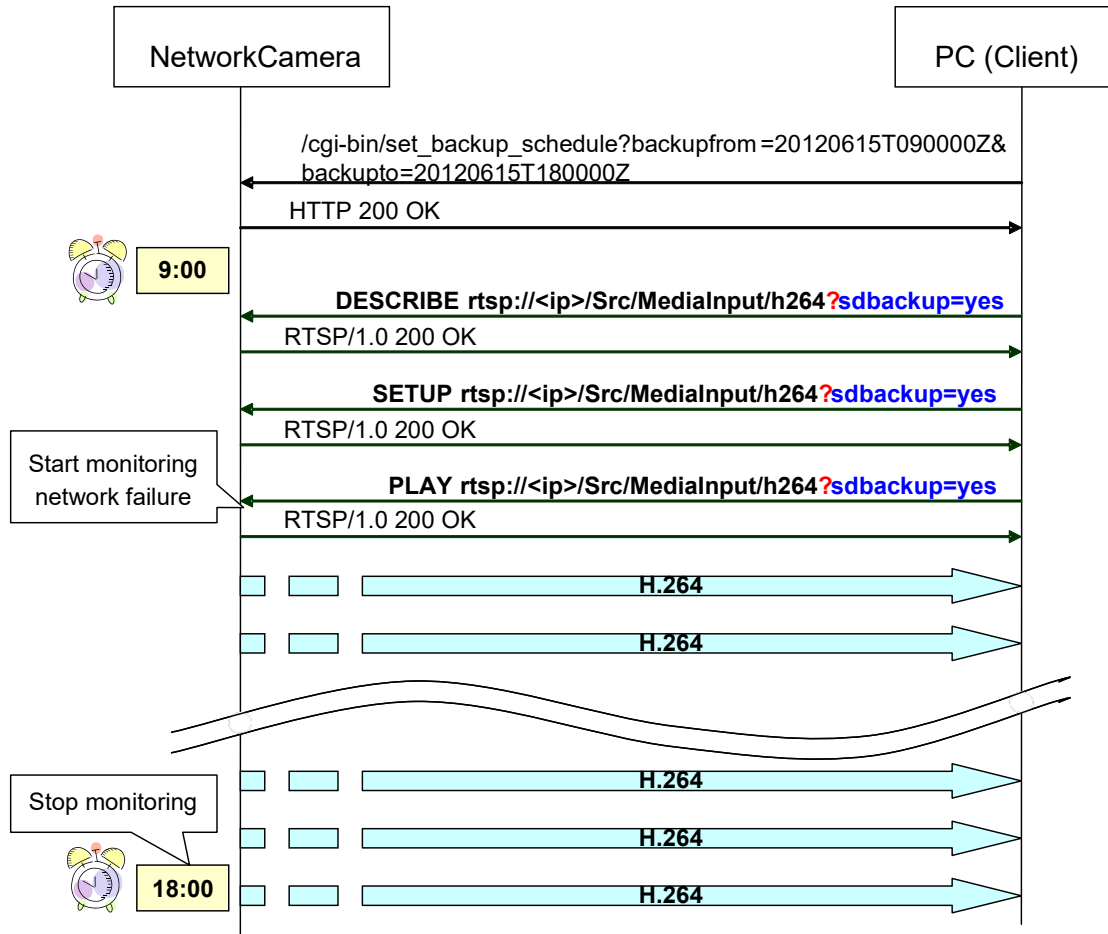 NetworkCamera
PC (Client)
/cgi-bin/set_backup_schedule?backupfrom=20120615T090000Z&
backupto=20120615T180000Z
HTTP 200 OK
9:00
DESCRIBE rtsp://<ip>/Src/MediaInput/h264?sdbackup=yes
RTSP/1.0 200 OK
SETUP rtsp://<ip>/Src/MediaInput/h264?sdbackup=yes
RTSP/1.0 200 OK
Start monitoring
network failure
PLAY rtsp://<ip>/Src/MediaInput/h264?sdbackup=yes
RTSP/1.0 200 OK
H.264
H.264
H.264
Stop monitoring
H.264
18:00
H.264